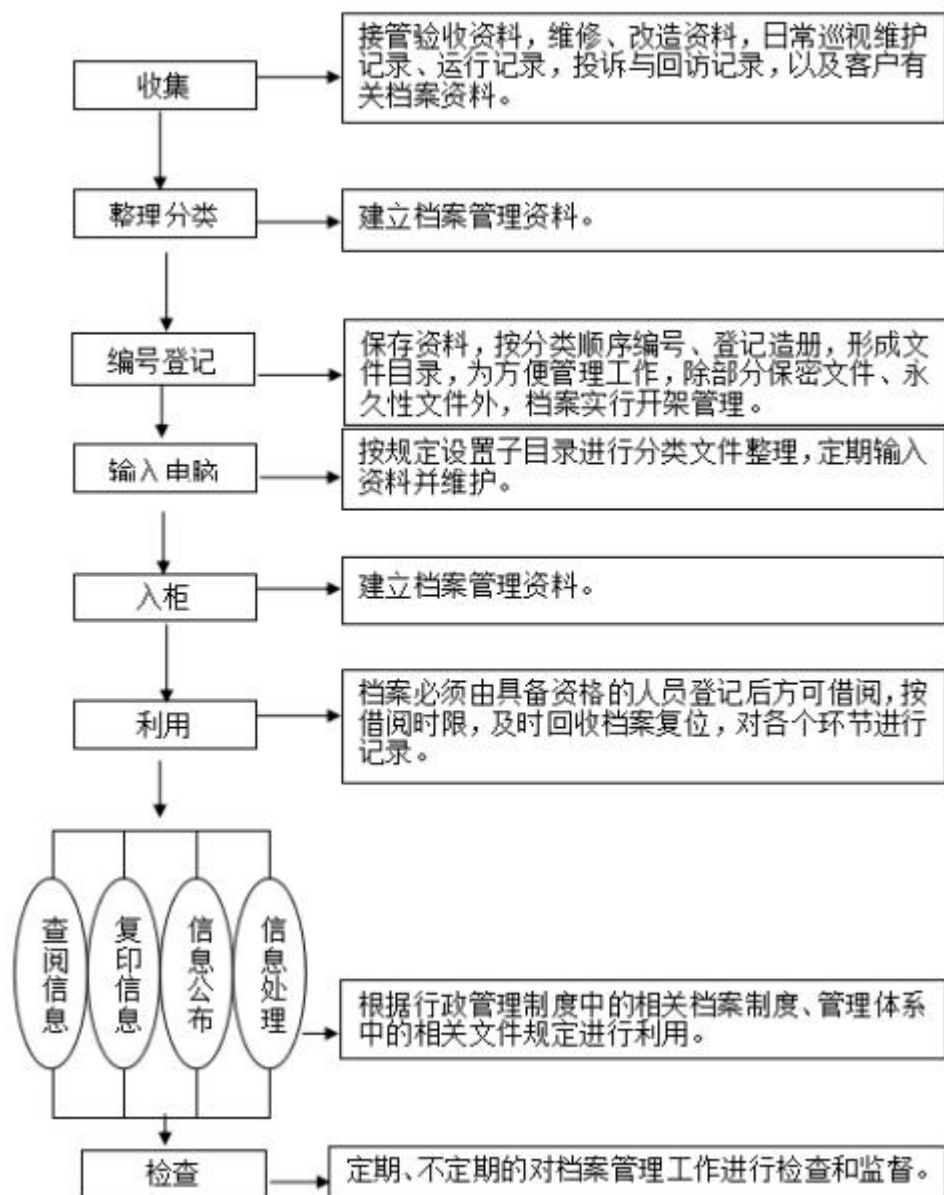 收集
接管验收资料，维修、改造资料，日常巡视维护
记录、运行记录，投诉与回访记录，以及客户有
关档案资料。
整理分类
建立档案管理资料。
编号登记
保存资料，按分类顺序编号、登记造册，形成文
件目录，为方便管理工作，除部分保密文件、永
久性文件外，档案实行开架管理。
输入电脑
按规定设置子目录进行分类文件整理，定期输入
资料并维护。
入柜
建立档案管理资料。
利用
档案必须由具备资格的人员登记后方可借阅，按
借阅时限，及时回收档案复位，对各个环节进行
记录。
查阅信息
复印信息
信息公布
信息处理
根据行政管理制度中的相关档案制度、管理体系
中的相关文件规定进行利用。
检查
定期、不定期的对档案管理工作进行检查和监督。